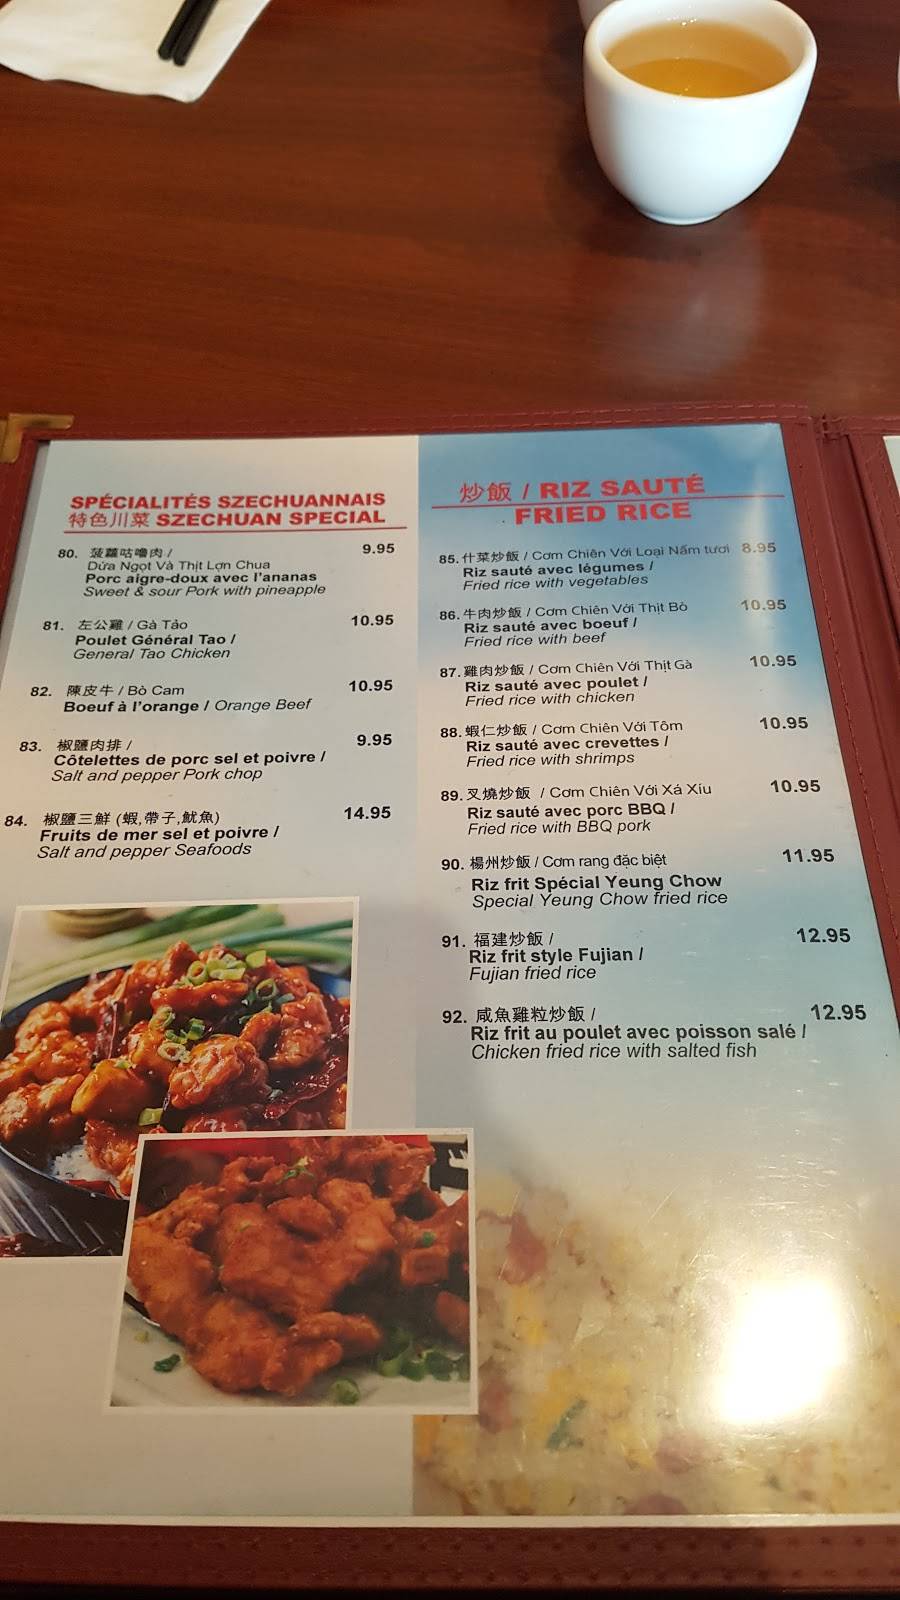 SPÉCIALITÉS SZECHUANNAIS
特色川菜 SZECHUAN SPECIAL
80. 菠蘿咕嚕肉 / 9.95
Dứa Ngọt Và Thịt Lợn Chua
Porc aigre-doux avec l'ananas
Sweet & sour Pork with pineapple
81. 左公雞 / Gà Tảo 10.95
Poulet Général Tao /
General Tao Chicken
82. 陳皮牛 / Bò Cam 10.95
Boeuf à l'orange / Orange Beef
83. 椒鹽肉排 / 9.95
Côtelettes de porc sel et poivre /
Salt and pepper Pork chop
84. 椒鹽三鮮 (蝦,帶子,魷魚) 14.95
Fruits de mer sel et poivre /
Salt and pepper Seafoods
炒飯 / RIZ SAUTÉ
FRIED RICE
85. 什菜炒飯 / Cơm Chiên Với Loại Nấm tươi 8.95
Riz sauté avec légumes /
Fried rice with vegetables
86. 牛肉炒飯 / Cơm Chiên Với Thịt Bò 10.95
Riz sauté avec boeuf /
Fried rice with beef
87. 雞肉炒飯 / Cơm Chiên Với Thịt Gà 10.95
Riz sauté avec poulet /
Fried rice with chicken
88. 蝦仁炒飯 / Cơm Chiên Với Tôm 10.95
Riz sauté avec crevettes /
Fried rice with shrimps
89. 叉燒炒飯 / Cơm Chiên Với Xá Xíu 10.95
Riz sauté avec porc BBQ /
Fried rice with BBQ pork
90. 楊州炒飯 / Cơm rang đặc biệt 11.95
Riz frit Spécial Yeung Chow
Special Yeung Chow fried rice
91. 福建炒飯 / 12.95
Riz frit style Fujian /
Fujian fried rice
92. 咸魚雞粒炒飯 / 12.95
Riz frit au poulet avec poisson salé /
Chicken fried rice with salted fish